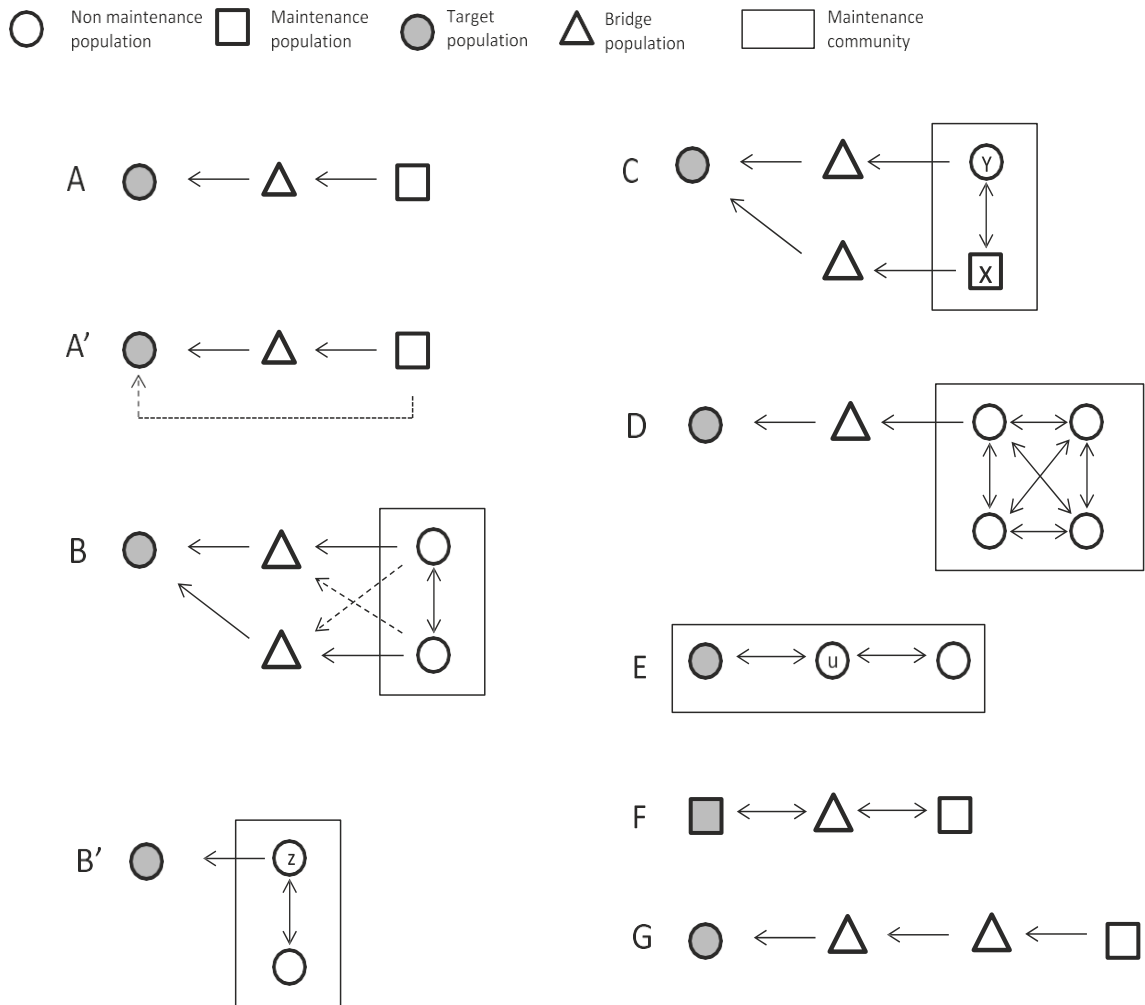 Non maintenance
population
Maintenance
population
Target
population
Bridge
population
Maintenance
community
A
A’
B
B’
z
C
Y
X
D
E
u
F
G